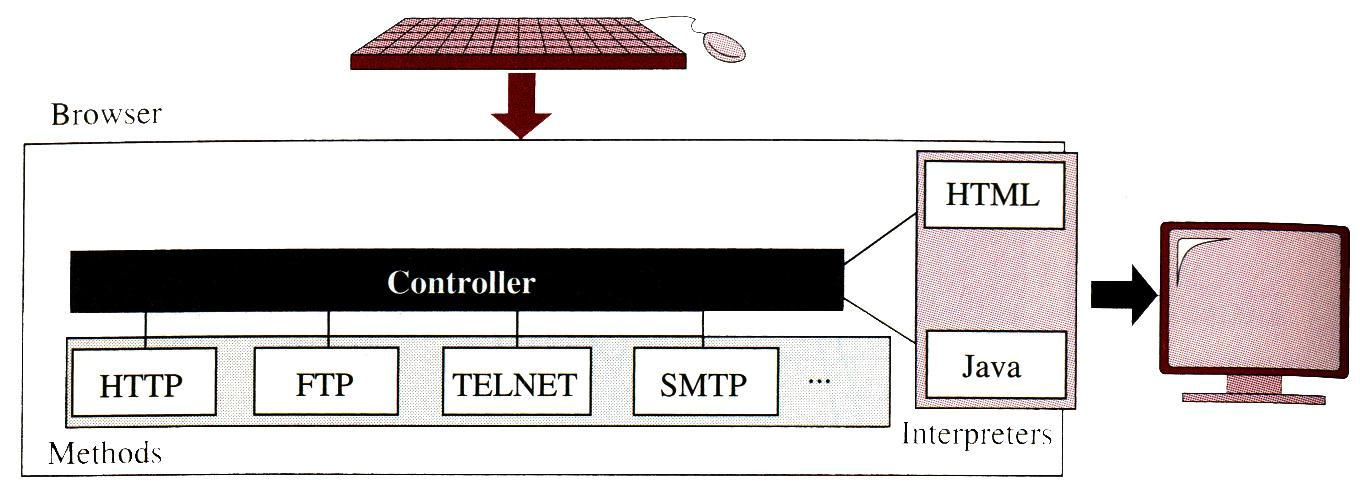 Browser
HTML
Controller
HTTP FTP TELNET SMTP ...
Java
Methods
Interpreters